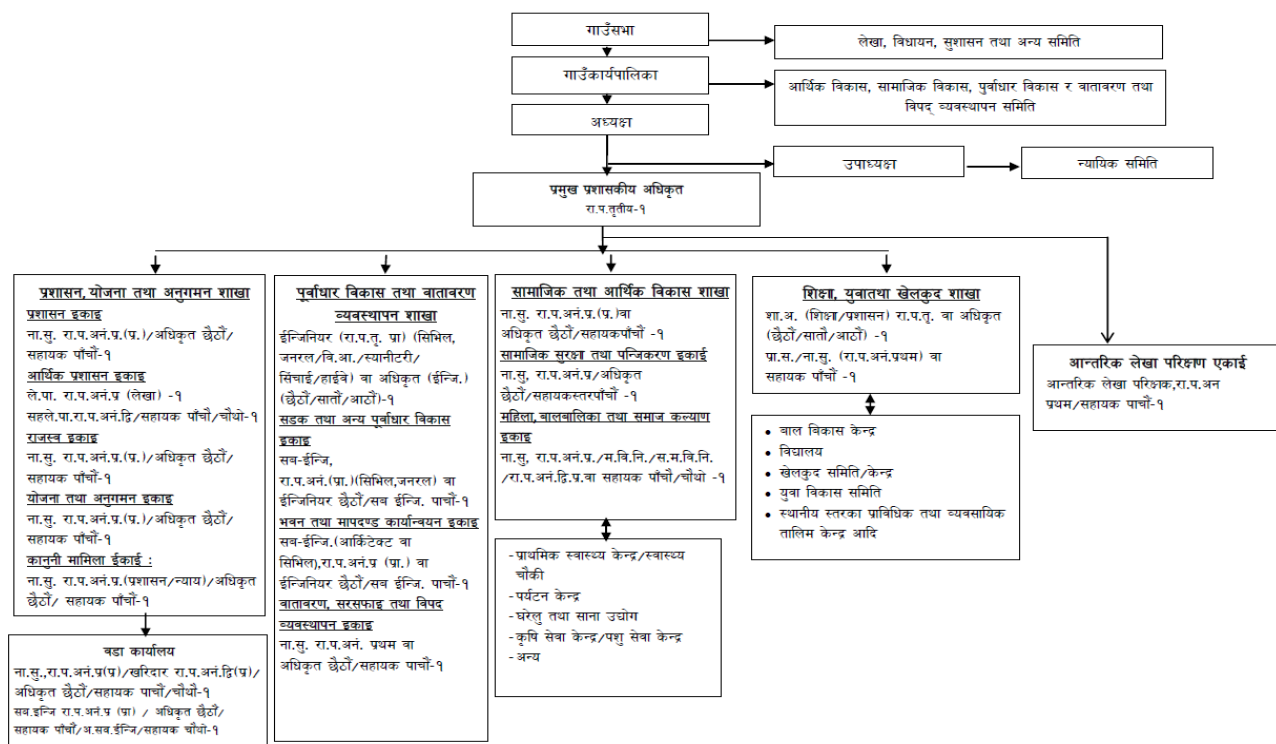 गाउँसभा
लेखा, विधायन, सुशासन तथा अन्य समिति
गाउँकार्यपालिका
आर्थिक विकास, सामाजिक विकास, पुर्वाधार विकास र वातावरण तथा
विपद् व्यवस्थापन समिति
अध्यक्ष
उपाध्यक्ष
न्यायिक समिति
प्रमुख प्रशासकीय अधिकृत
रा.प.तृतीय-१
प्रशासन,योजना तथा अनुगमन शाखा
प्रशासन इकाइ
ना.सु. रा.प.अनं.प्र.(प्र.)/अधिकृत छैठौं/
सहायक पाँचौं-१
आर्थिक प्रशासन इकाइ
ले.पा. रा.प.अनं.प्र (लेखा) -१
सहले.पा.रा.प.अनं.द्वि/सहायक पाँचौ/चौथो-१
राजस्व इकाइ
ना.सु. रा.प.अनं.प्र.(प्र.)/अधिकृत छैठौं/
सहायक पाँचौं-१
योजना तथा अनुगमन इकाइ
ना.सु. रा.प.अनं.प्र.(प्र.)/अधिकृत छैठौं/
सहायक पाँचौं-१
कानुनी मामिला ईकाई :
ना.सु. रा.प.अनं.प्र.(प्रशासन/न्याय)/अधिकृत
छैठौं/ सहायक पाँचौं-१
वडा कार्यालय
ना.सु.,रा.प.अनं.प्र(प्र)/खरिदार रा.प.अनं.द्वि(प्र)/
अधिकृत छैठौं/सहायक पाचौं/चौथौ-१
सब.इन्जि रा.प.अनं.प्र (प्रा) / अधिकृत छैठौं/
सहायक पाँचौं/अ.सव.ईन्जि/सहायक चौथो-१
पूर्वाधार विकास तथा वातावरण
व्यवस्थापन शाखा
ईन्जिनियर (रा.प.तृ. प्रा) (सिभिल,
जनरल/बि.आ./स्यानीटरी/
सिंचाई/हाईवे) वा अधिकृत (ईन्जि.)
(छैठौं/सातौं/आठौं)-१
सडक तथा अन्य पूर्वाधार विकास
इकाइ
सब-ईन्जि,
रा.प.अनं.(प्रा.)(सिभिल,जनरल) वा
ईन्जिनियर छैठौं/सब ईन्जि. पाचौं-१
भवन तथा मापदण्ड कार्यान्वयन इकाइ
सब-ईन्जि.(आर्किटेक्ट वा
सिभिल),रा.प.अनं.प्र (प्रा.) वा
ईन्जिनियर छैठौं/सब ईन्जि. पाचौं-१
वातावरण, सरसफाइ तथा विपद
व्यवस्थापन इकाइ
ना.सु. रा.प.अनं. प्रथम वा
अधिकृत छैठौं/सहायक पाचौं-१
सामाजिक तथा आर्थिक विकास शाखा
ना.सु. रा.प.अनं.प्र.(प्र.)वा
अधिकृत छैठौं/सहायकपाँचौं -१
सामाजिक सुरक्षा तथा पन्जिकरण इकाई
ना.सु, रा.प.अनं.प्र/अधिकृत
छैठौं/सहायकस्तरपाँचौं -१
महिला,बालबालिका तथा समाज कल्याण
इकाइ
ना.सु, रा.प.अनं.प्र./म.वि.नि./स.म.वि.नि.
/रा.प.अनं.द्वि.प्र.वा सहायक पाँचौ/चौथो -१
-प्राथमिक स्वास्थ्य केन्द्र/स्वास्थ्य
चौकी
-पर्यटन केन्द्र
-घरेलु तथा साना उद्योग
-कृषि सेवा केन्द्र/पशु सेवा केन्द्र
-अन्य
शिक्षा, युवातथा खेलकुद शाखा
शा.अ. (शिक्षा/प्रशासन) रा.प.तृ. वा अधिकृत
(छैठौं/सातौं/आठौं) -१
प्रा.स./ना.सु. (रा.प.अनं.प्रथम) वा
सहायक पाँचौं -१
• बाल विकास केन्द्र
• विद्यालय
• खेलकुद समिति/केन्द्र
• युवा विकास समिति
• स्थानीय स्तरका प्राविधिक तथा व्यवसायिक
तालिम केन्द्र आदि
आन्तरिक लेखा परिक्षण एकाई
आन्तरिक लेखा परिक्षक,रा.प.अन
प्रथम/सहायक पाचौं-१